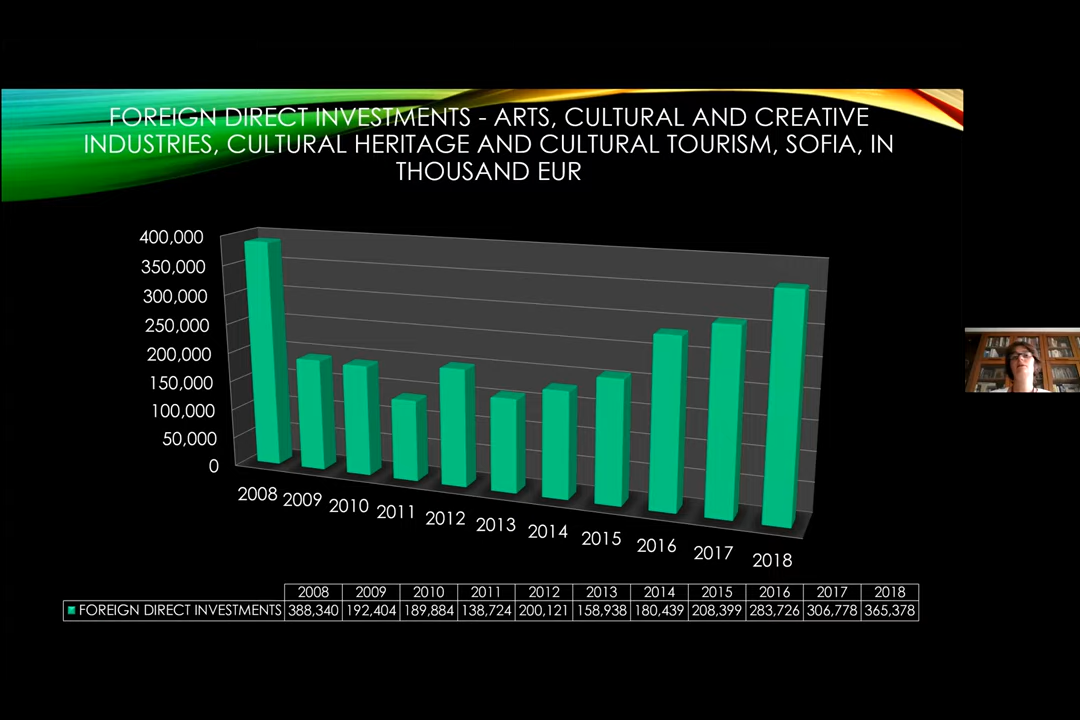 FOREIGN DIRECT INVESTMENTS - ARTS, CULTURAL AND CREATIVE
INDUSTRIES, CULTURAL HERITAGE AND CULTURAL TOURISM, SOFIA, IN
THOUSAND EUR
400,000
350,000
300,000
250,000
200,000
150,000
100,000
50,000
0
2008 2009 2010 2011 2012 2013 2014 2015 2016 2017 2018
2008 2009 2010 2011 2012 2013 2014 2015 2016 2017 2018
FOREIGN DIRECT INVESTMENTS 388,340 192,404 189,884 138,724 200,121 158,938 180,439 208,399 283,726 306,778 365,378